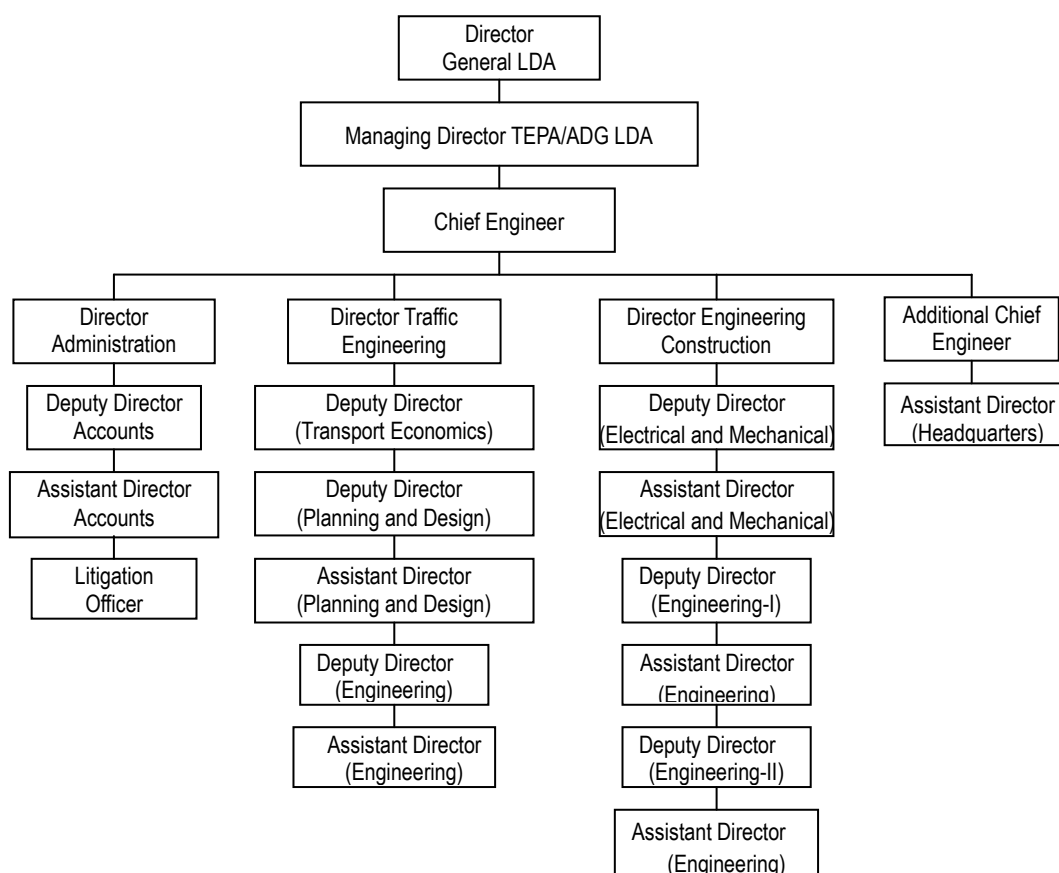 Director
General LDA
Managing Director TEPA/ADG LDA
Chief Engineer
Director
Administration
Deputy Director
Accounts
Assistant Director
Accounts
Litigation
Officer
Director Traffic
Engineering
Deputy Director
(Transport Economics)
Deputy Director
(Planning and Design)
Assistant Director
(Planning and Design)
Deputy Director
(Engineering)
Assistant Director
(Engineering)
Director Engineering
Construction
Deputy Director
(Electrical and Mechanical)
Assistant Director
(Electrical and Mechanical)
Deputy Director
(Engineering-I)
Assistant Director
(Engineering)
Deputy Director
(Engineering-II)
Assistant Director
(Engineering)
Additional Chief
Engineer
Assistant Director
(Headquarters)